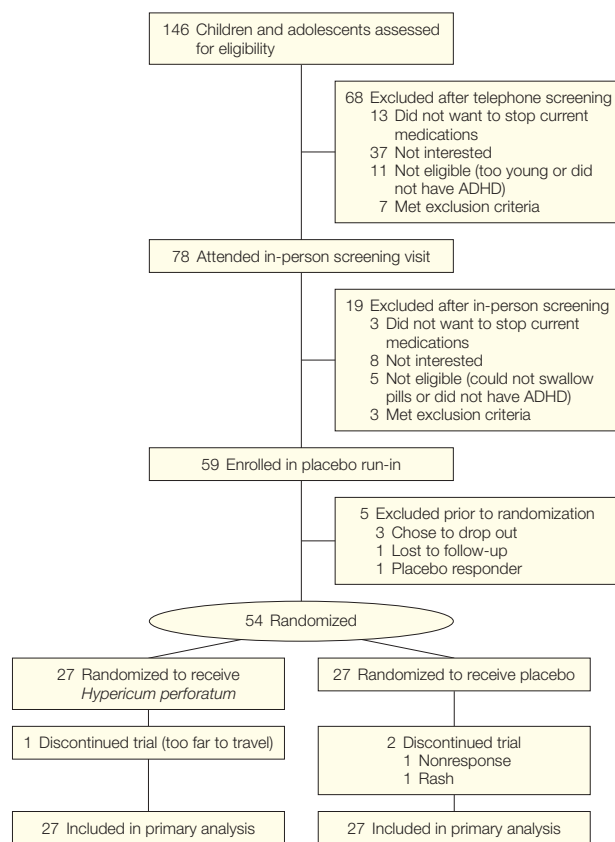 146 Children and adolescents assessed
for eligibility
68 Excluded after telephone screening
13 Did not want to stop current
medications
37 Not interested
11 Not eligible (too young or did
not have ADHD)
7 Met exclusion criteria
78 Attended in-person screening visit
19 Excluded after in-person screening
3 Did not want to stop current
medications
8 Not interested
5 Not eligible (could not swallow
pills or did not have ADHD)
3 Met exclusion criteria
59 Enrolled in placebo run-in
5 Excluded prior to randomization
3 Chose to drop out
1 Lost to follow-up
1 Placebo responder
54 Randomized
27 Randomized to receive
Hypericum perforatum
27 Randomized to receive placebo
1 Discontinued trial (too far to travel)
2 Discontinued trial
1 Nonresponse
1 Rash
27 Included in primary analysis
27 Included in primary analysis